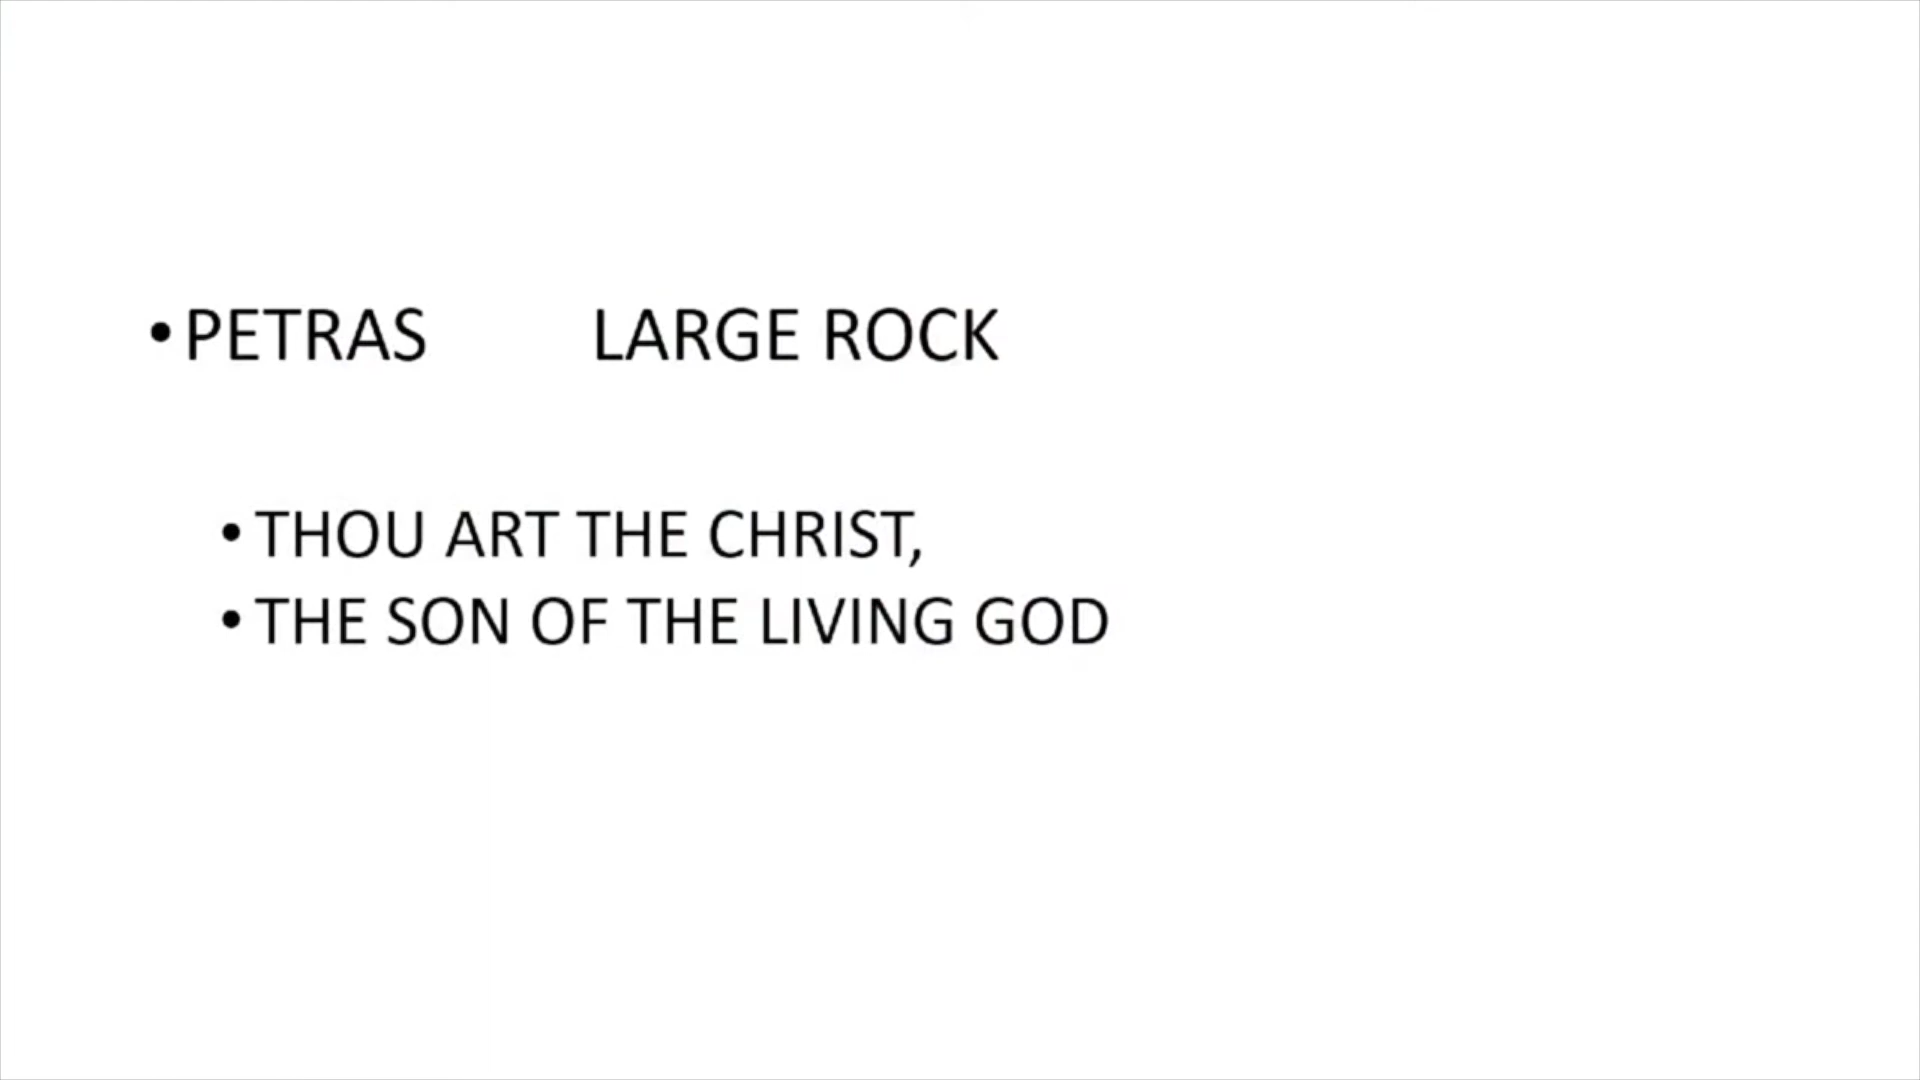 • PETRAS LARGE ROCK
• THOU ART THE CHRIST,
• THE SON OF THE LIVING GOD